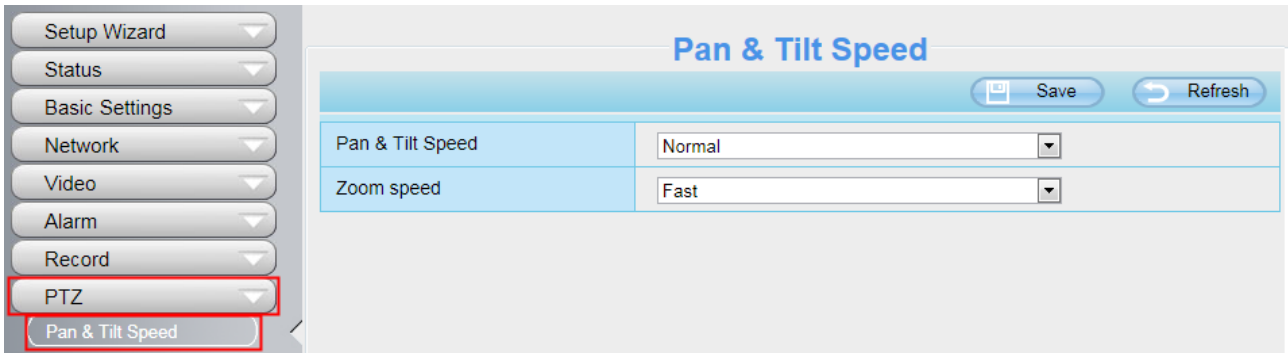 Setup Wizard
Status
Basic Settings
Network
Video
Alarm
Record
PTZ
Pan & Tilt Speed
Pan & Tilt Speed
Save Refresh
Pan & Tilt Speed Normal
Zoom speed Fast